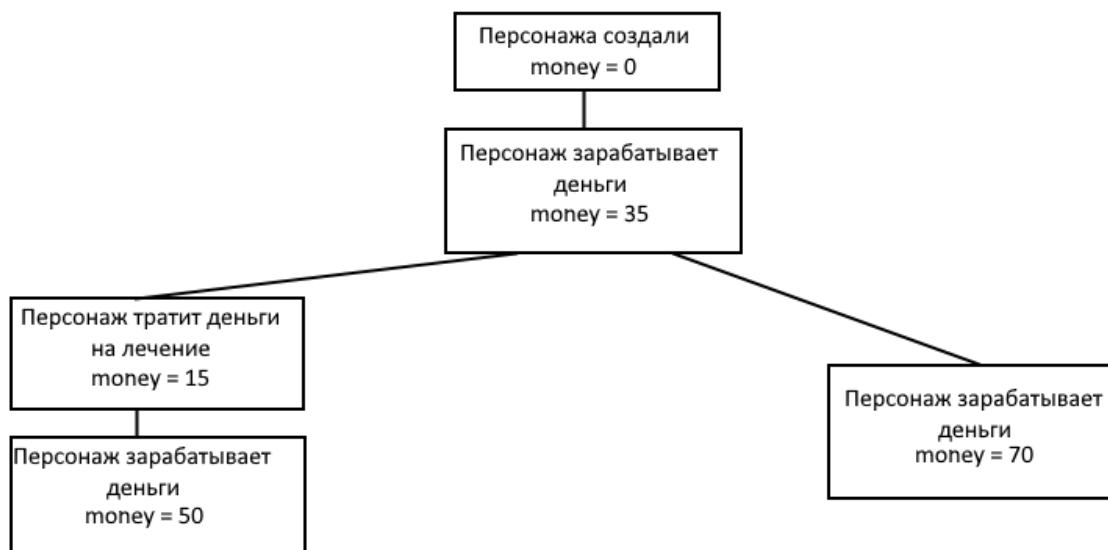 Персонажа создали
money = 0
Персонаж зарабатывает
деньги
money = 35
Персонаж тратит деньги
на лечение
money = 15
Персонаж зарабатывает
деньги
money = 50
Персонаж зарабатывает
деньги
money = 70